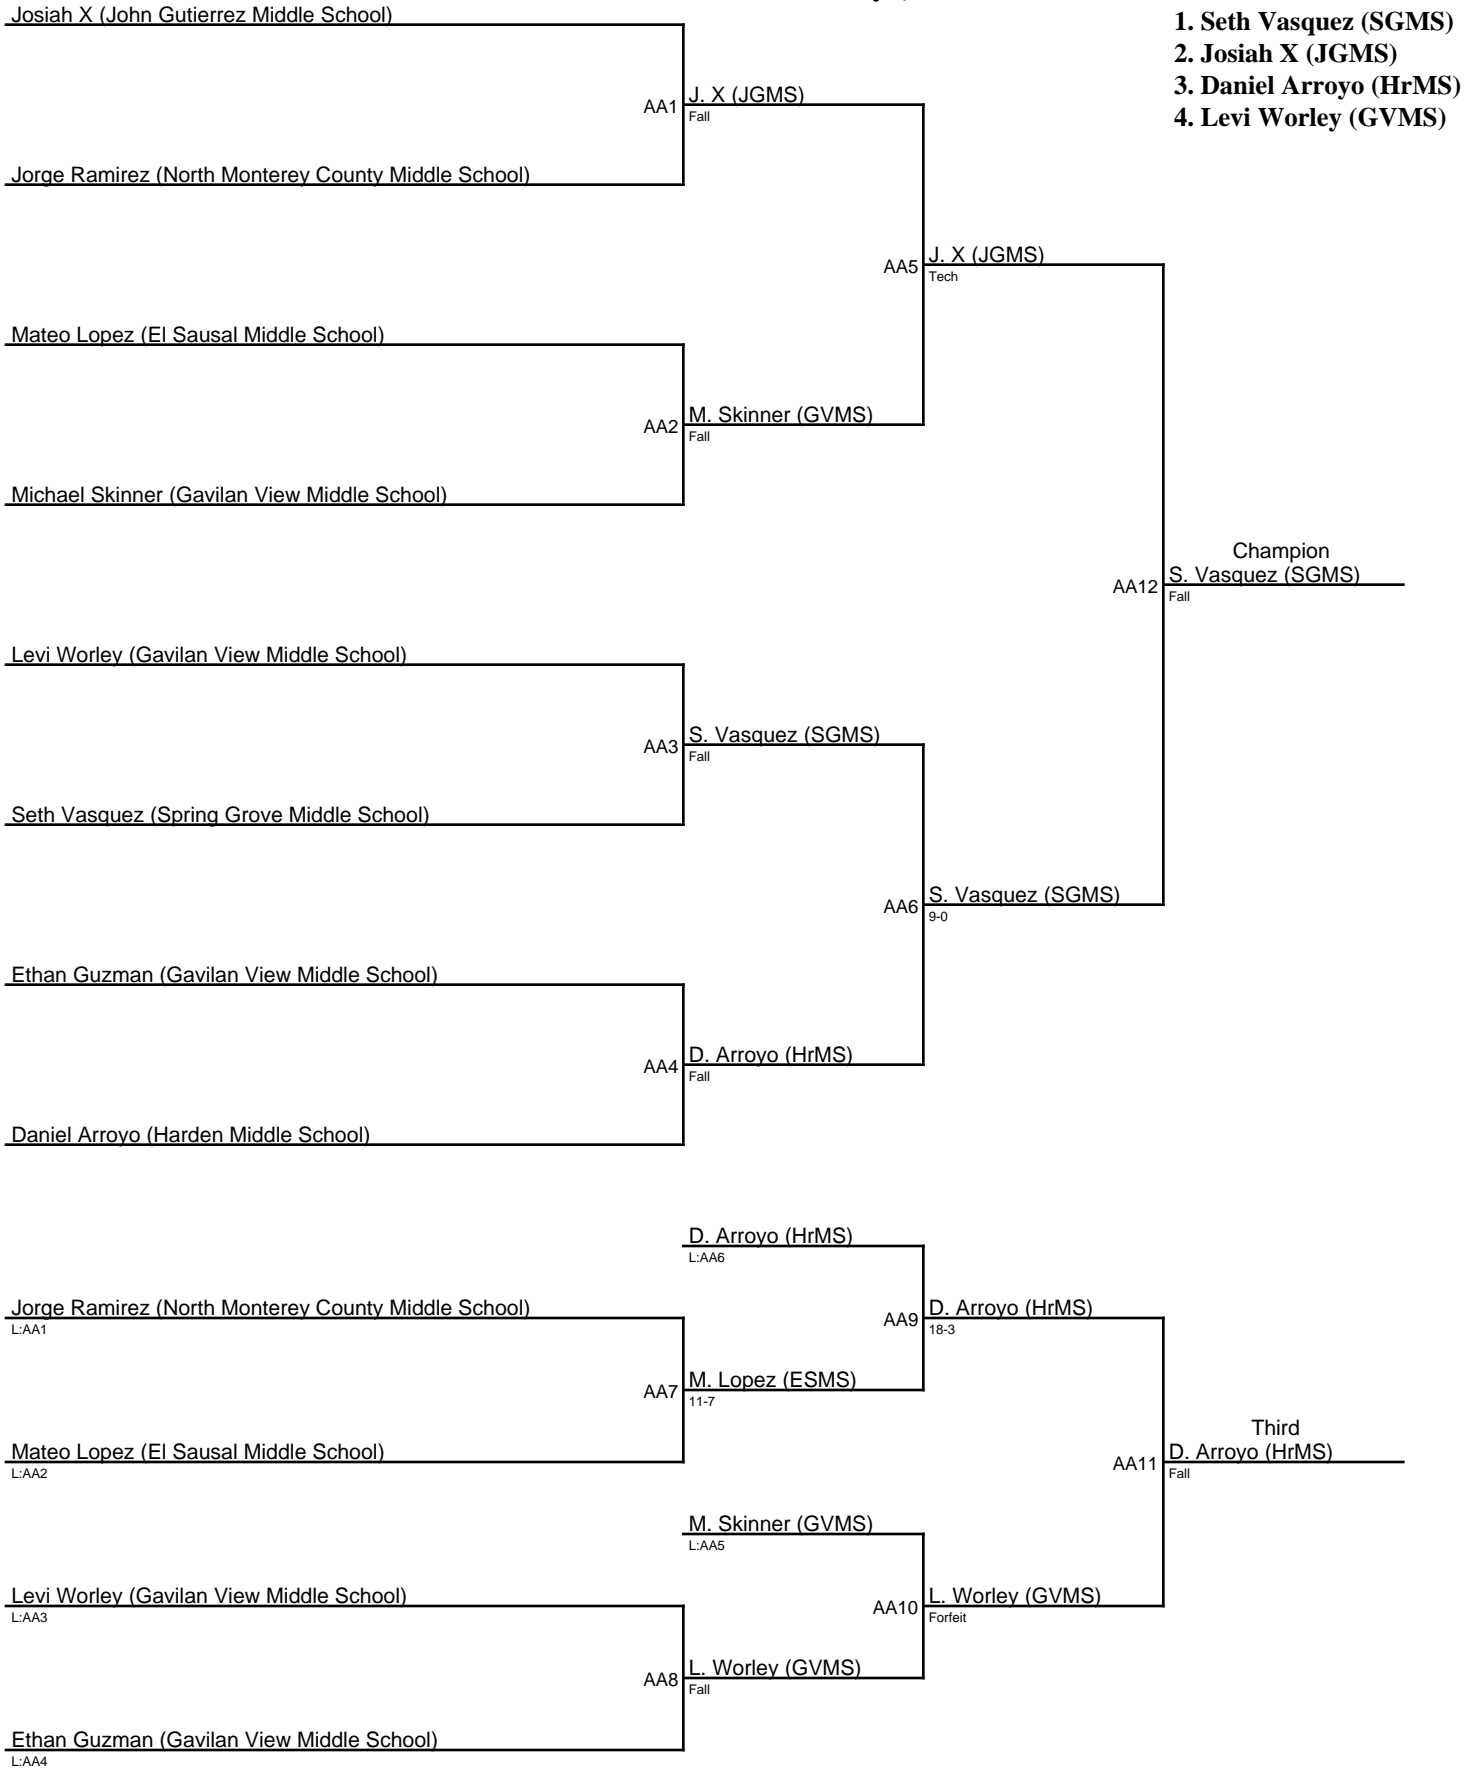 Josiah X (John Gutierrez Middle School)
1. Seth Vasquez (SGMS)
2. Josiah X (JGMS)
3. Daniel Arroyo (HrMS)
4. Levi Worley (GVMS)
AA1
J. X (JGMS)
Fall
Jorge Ramirez (North Monterey County Middle School)
AA5
J. X (JGMS)
Tech
Mateo Lopez (El Sausal Middle School)
AA2
M. Skinner (GVMS)
Fall
Michael Skinner (Gavilan View Middle School)
Champion
AA12
S. Vasquez (SGMS)
Fall
Levi Worley (Gavilan View Middle School)
AA3
S. Vasquez (SGMS)
Fall
Seth Vasquez (Spring Grove Middle School)
AA6
S. Vasquez (SGMS)
9-0
Ethan Guzman (Gavilan View Middle School)
AA4
D. Arroyo (HrMS)
Fall
Daniel Arroyo (Harden Middle School)
D. Arroyo (HrMS)
L:AA6
Jorge Ramirez (North Monterey County Middle School)
L:AA1
AA9
D. Arroyo (HrMS)
18-3
AA7
M. Lopez (ESMS)
11-7
Mateo Lopez (El Sausal Middle School)
L:AA2
Third
AA11
D. Arroyo (HrMS)
Fall
M. Skinner (GVMS)
L:AA5
Levi Worley (Gavilan View Middle School)
L:AA3
AA10
L. Worley (GVMS)
Forfeit
AA8
L. Worley (GVMS)
Fall
Ethan Guzman (Gavilan View Middle School)
L:AA4